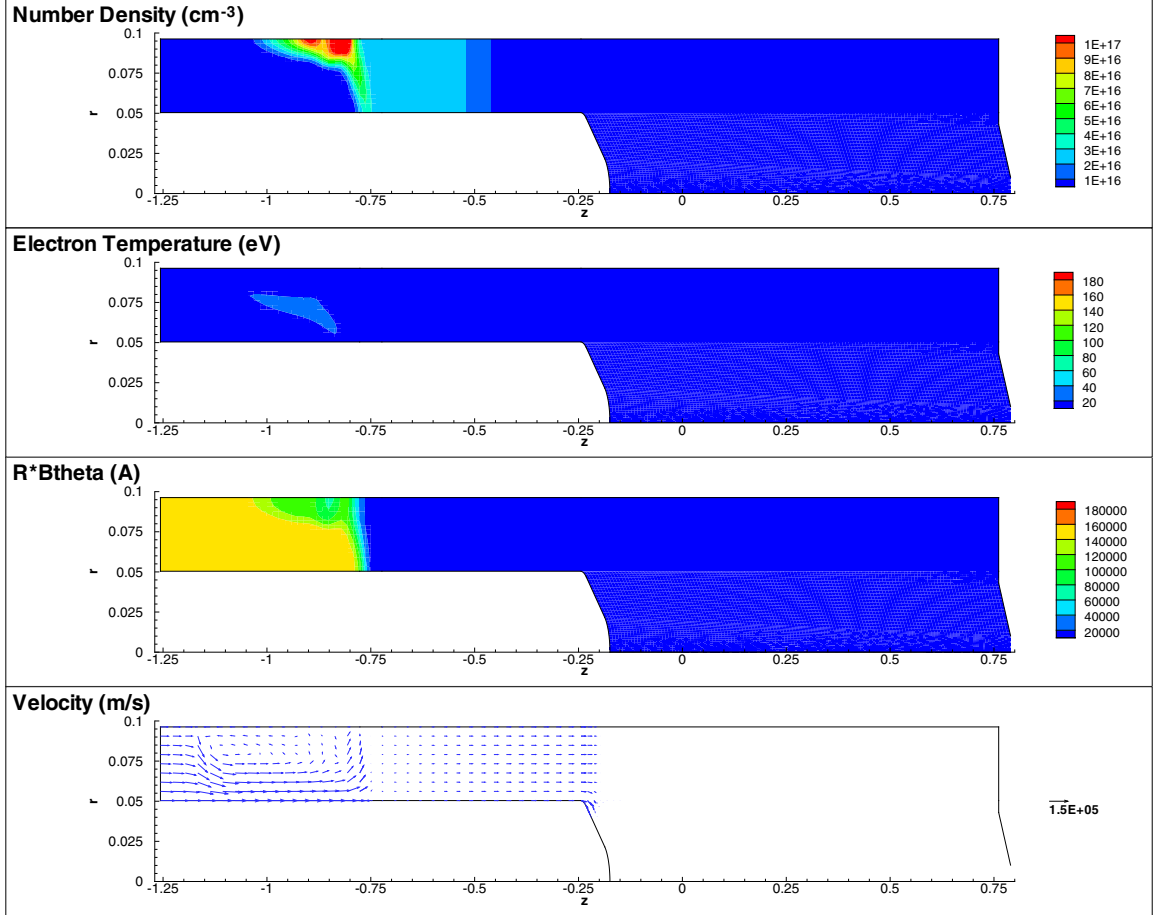 Number Density (cm-3)
0.1
0.075
0.05
0.025
0
r
-1.25 -1 -0.75 -0.5 -0.25 0 0.25 0.5 0.75
z
1E+17
9E+16
8E+16
7E+16
6E+16
5E+16
4E+16
3E+16
2E+16
1E+16
Electron Temperature (eV)
0.1
0.075
0.05
0.025
0
r
-1.25 -1 -0.75 -0.5 -0.25 0 0.25 0.5 0.75
z
180
160
140
120
100
80
60
40
20
R*Btheta (A)
0.1
0.075
0.05
0.025
0
r
-1.25 -1 -0.75 -0.5 -0.25 0 0.25 0.5 0.75
z
180000
160000
140000
120000
100000
80000
60000
40000
20000
Velocity (m/s)
0.1
0.075
0.05
0.025
0
r
-1.25 -1 -0.75 -0.5 -0.25 0 0.25 0.5 0.75
z
1.5E+05